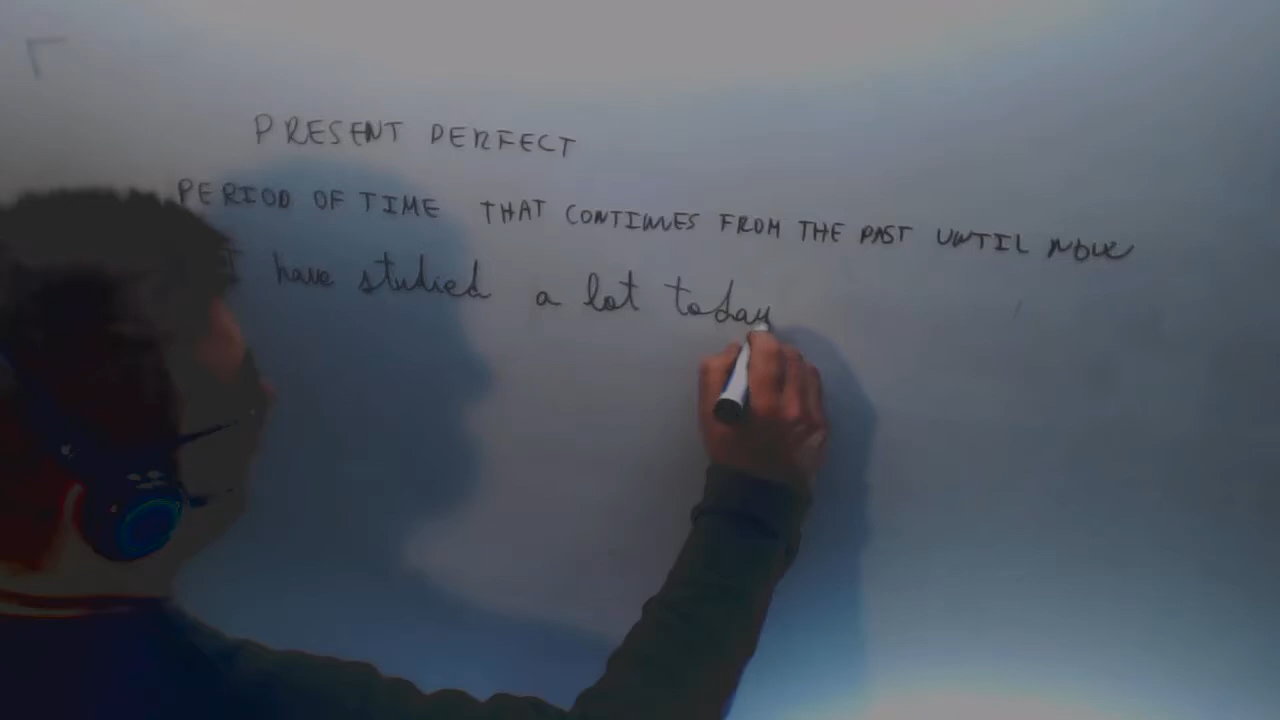 PRESENT PERFECT
PERIOD OF TIME THAT CONTINUES FROM THE PAST UNTIL NOW
I have studied a lot today